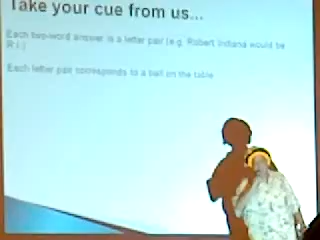 Take your cue from us...
Each two-word answer is a letter pair (e.g. Robert Indiana would be
R.I.)
Each letter pair corresponds to a ball on the table